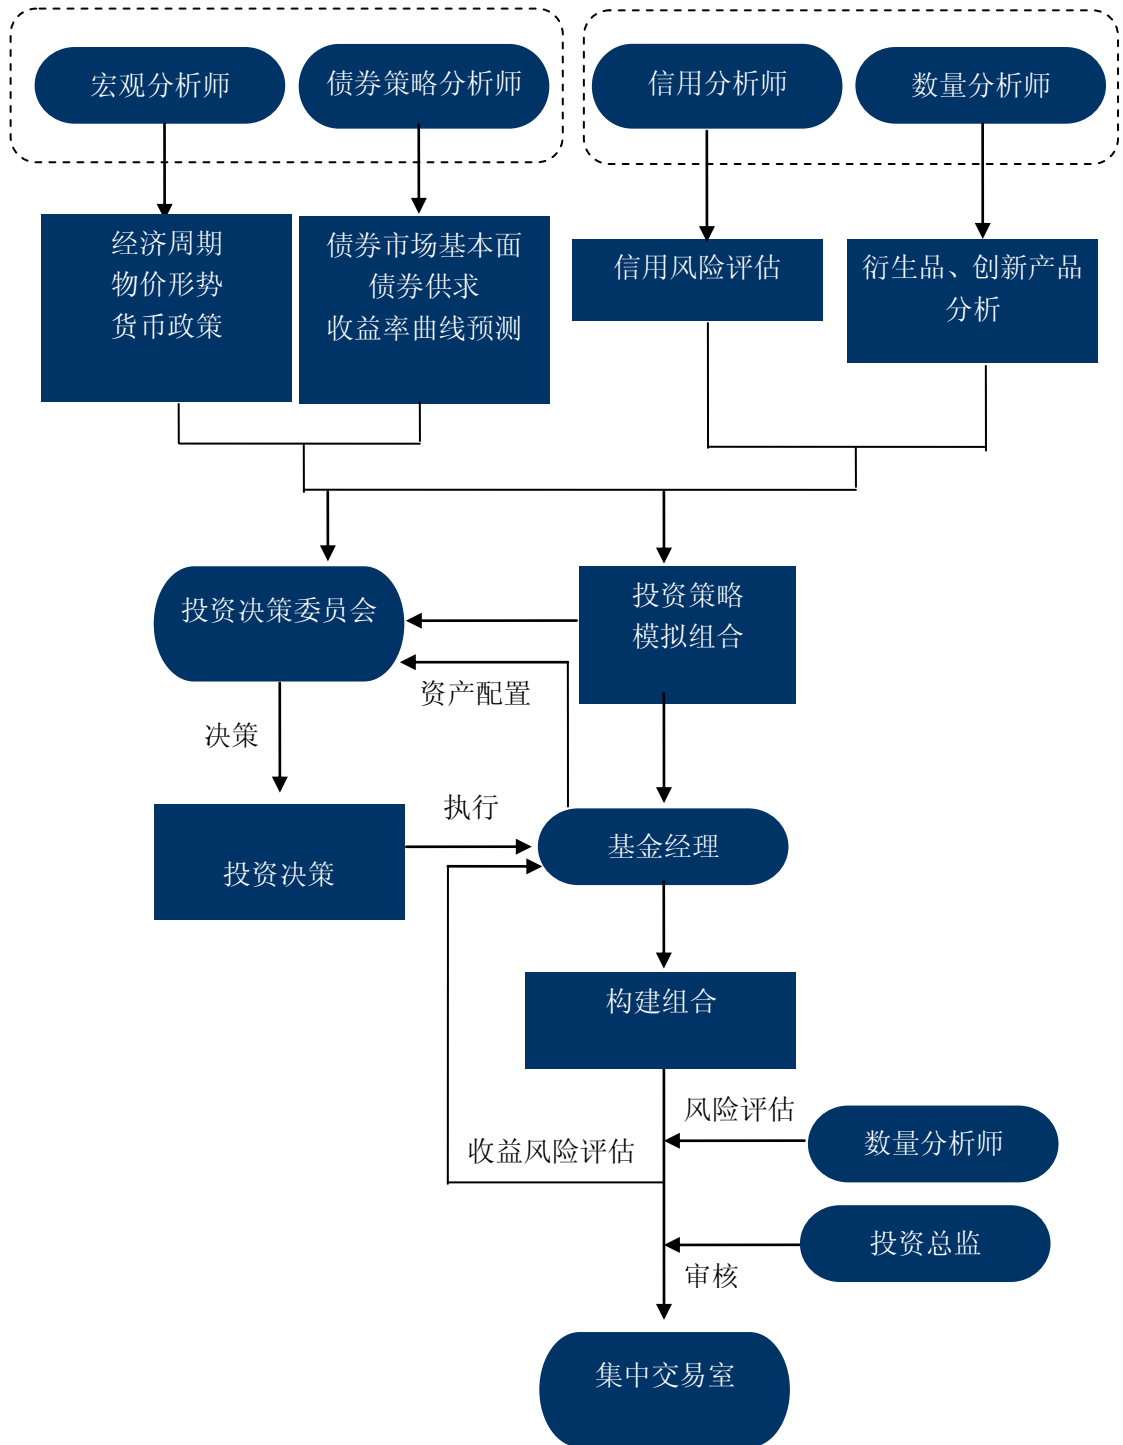 宏观分析师
债券策略分析师
信用分析师
数量分析师
经济周期
物价形势
货币政策
债券市场基本面
债券供求
收益率曲线预测
信用风险评估
衍生品、创新产品
分析
投资决策委员会
投资策略
模拟组合
资产配置
决策
执行
投资决策
基金经理
构建组合
风险评估
数量分析师
收益风险评估
投资总监
审核
集中交易室